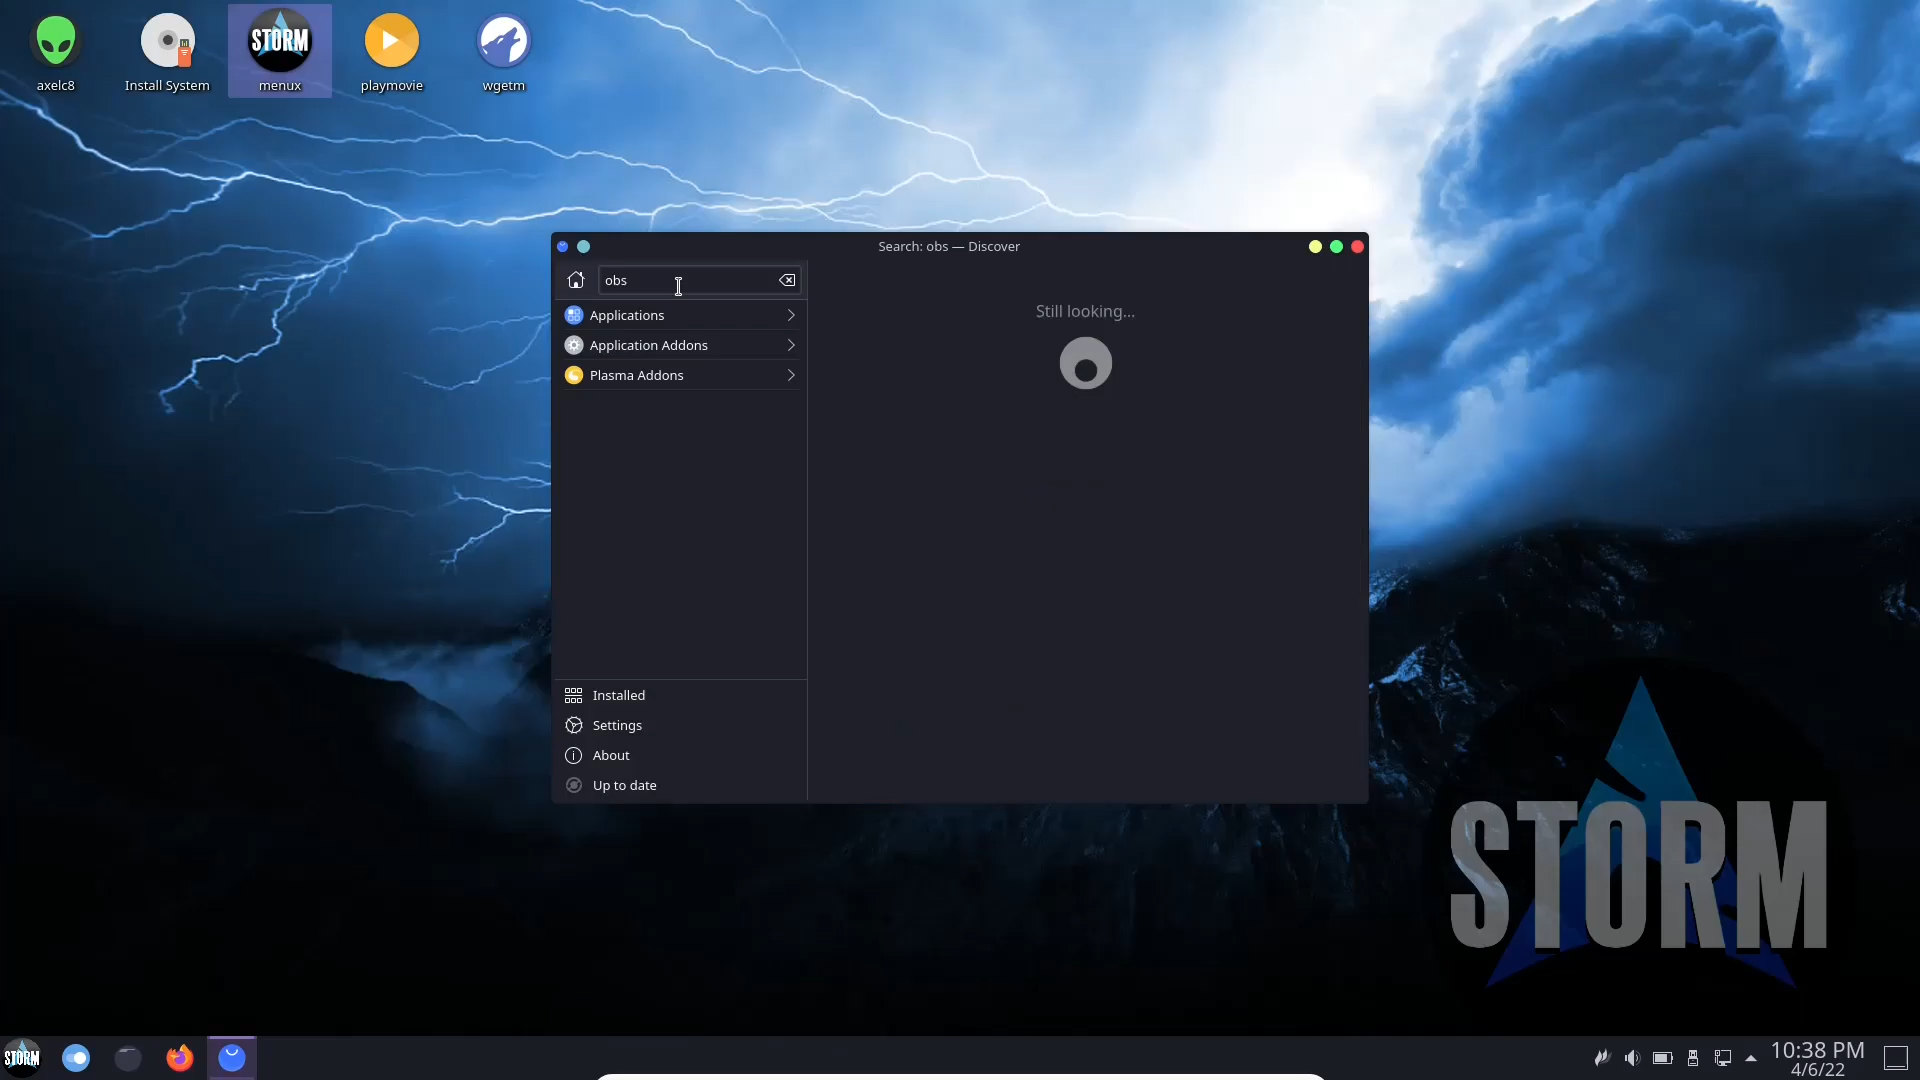 STORM
axelc8
Install System
menux
playmovie
wgetm
Search: obs — Discover
obs
Applications
Application Addons
Plasma Addons
Still looking...
Installed
Settings
About
Up to date
STORM
STORM
10:38 PM
4/6/22